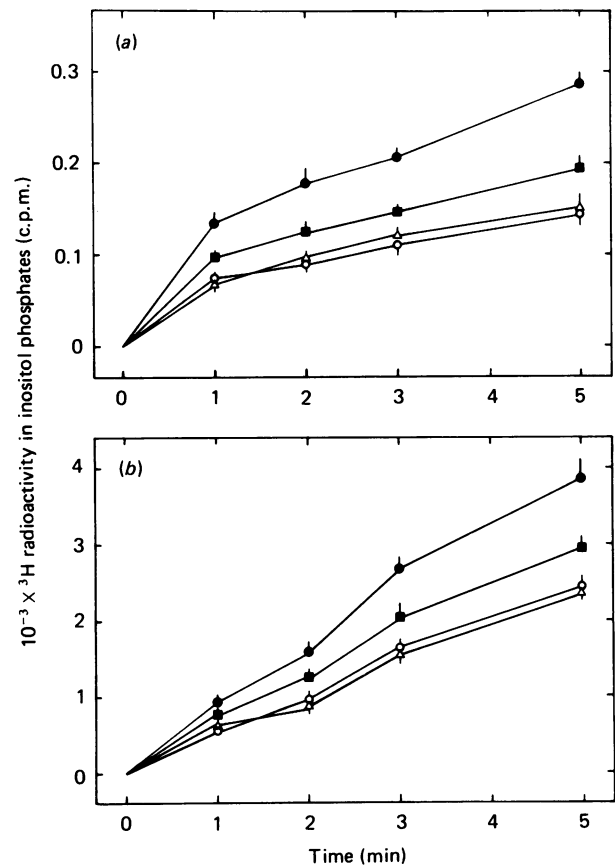 (a)
0.3
0.2
0.1
0
0 1 2 3 4 5
10⁻³ × ³H radioactivity in inositol phosphates (c.p.m.)
(b)
4
3
2
1
0
0 1 2 3 4 5
Time (min)